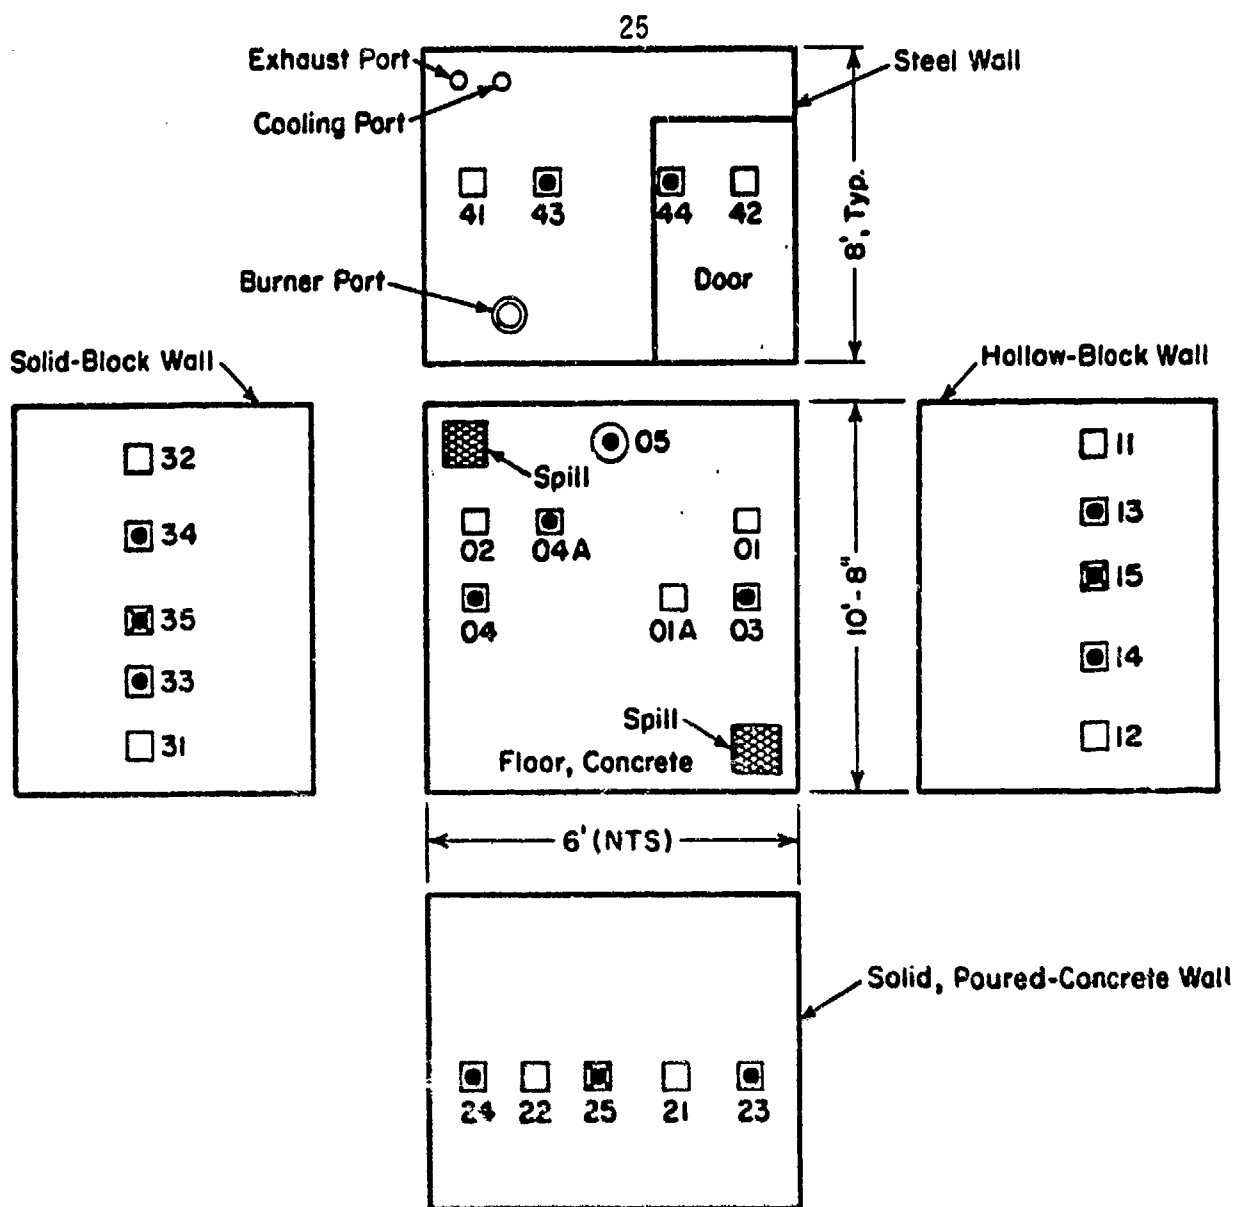 25
Exhaust Port
Steel Wall
Cooling Port
41
43
44
42
8', Typ.
Door
Burner Port
Solid-Block Wall
Hollow-Block Wall
32
05
11
Spill
34
13
02
04A
01
35
15
10'-8"
04
01A
03
33
14
Spill
31
12
Floor, Concrete
6' (NTS)
Solid, Poured-Concrete Wall
24
22
25
21
23